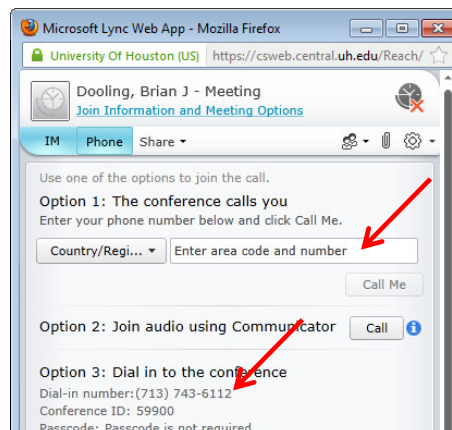 Microsoft Lync Web App - Mozilla Firefox
University Of Houston (US) https://csweb.central.uh.edu/Reach/
Dooling, Brian J - Meeting
Join Information and Meeting Options
IM Phone Share
Use one of the options to join the call.
Option 1: The conference calls you
Enter your phone number below and click Call Me.
Country/Regi... Enter area code and number
Call Me
Option 2: Join audio using Communicator Call
Option 3: Dial in to the conference
Dial-in number:(713) 743-6112
Conference ID: 59900
Passcode: Passcode is not required